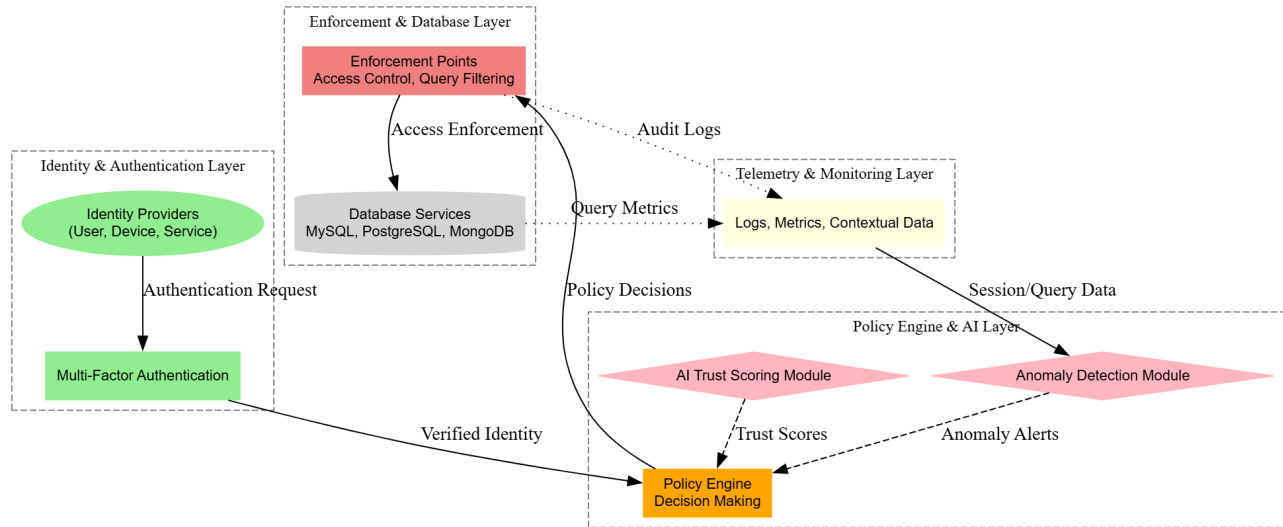 Enforcement & Database Layer
Enforcement Points
Access Control, Query Filtering
Access Enforcement
Audit Logs
Identity & Authentication Layer
Telemetry & Monitoring Layer
Identity Providers
(User, Device, Service)
Database Services
MySQL, PostgreSQL, MongoDB
Query Metrics
Logs, Metrics, Contextual Data
Authentication Request
Policy Decisions
Session/Query Data
Policy Engine & AI Layer
Multi-Factor Authentication
AI Trust Scoring Module
Anomaly Detection Module
Verified Identity
Trust Scores
Anomaly Alerts
Policy Engine
Decision Making